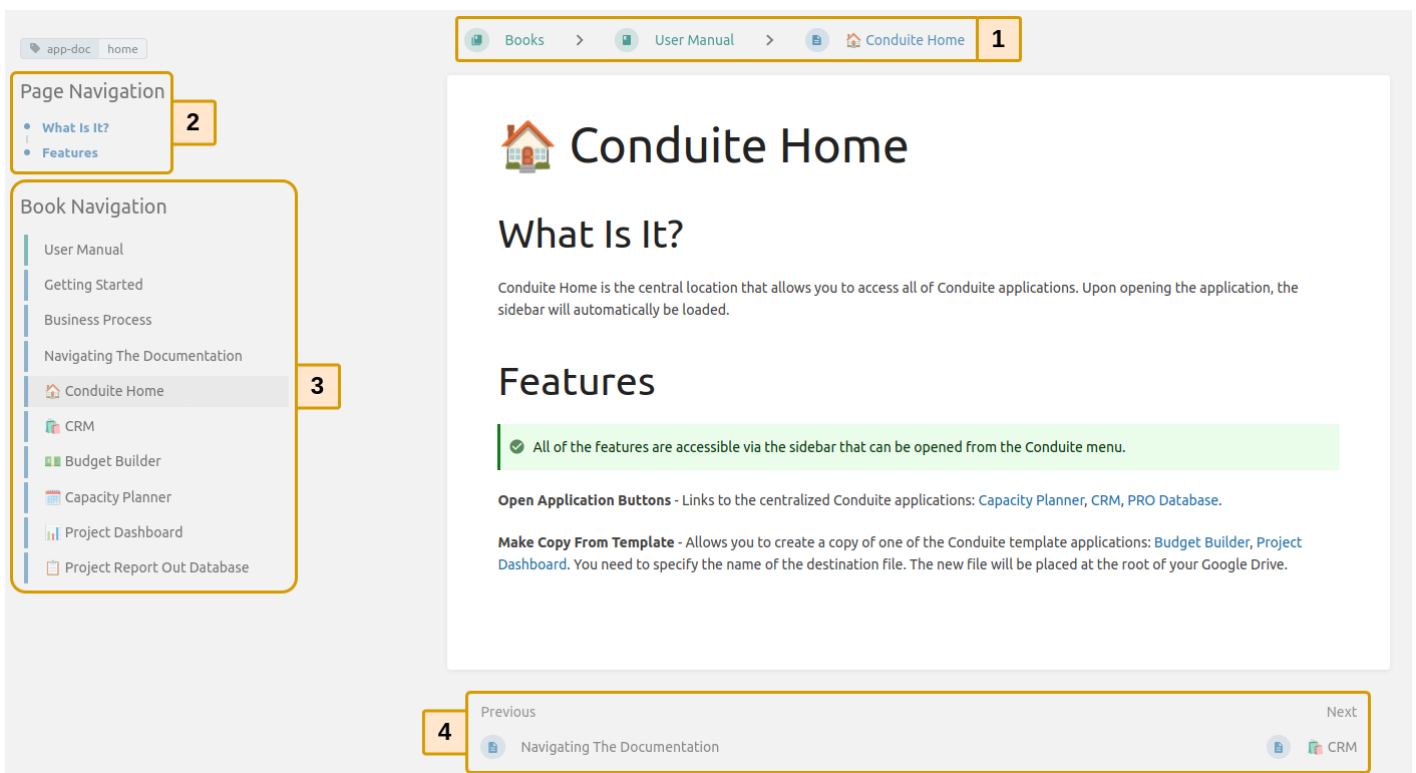 app-doc home
Books > User Manual > Conduite Home
1
Page Navigation
What Is It?
Features
2
Book Navigation
User Manual
Getting Started
Business Process
Navigating The Documentation
Conduite Home
CRM
Budget Builder
Capacity Planner
Project Dashboard
Project Report Out Database
3
Conduite Home
What Is It?
Conduite Home is the central location that allows you to access all of Conduite applications. Upon opening the application, the
sidebar will automatically be loaded.
Features
All of the features are accessible via the sidebar that can be opened from the Conduite menu.
Open Application Buttons - Links to the centralized Conduite applications: Capacity Planner, CRM, PRO Database.
Make Copy From Template - Allows you to create a copy of one of the Conduite template applications: Budget Builder, Project
Dashboard. You need to specify the name of the destination file. The new file will be placed at the root of your Google Drive.
4
Previous
Navigating The Documentation
Next
CRM